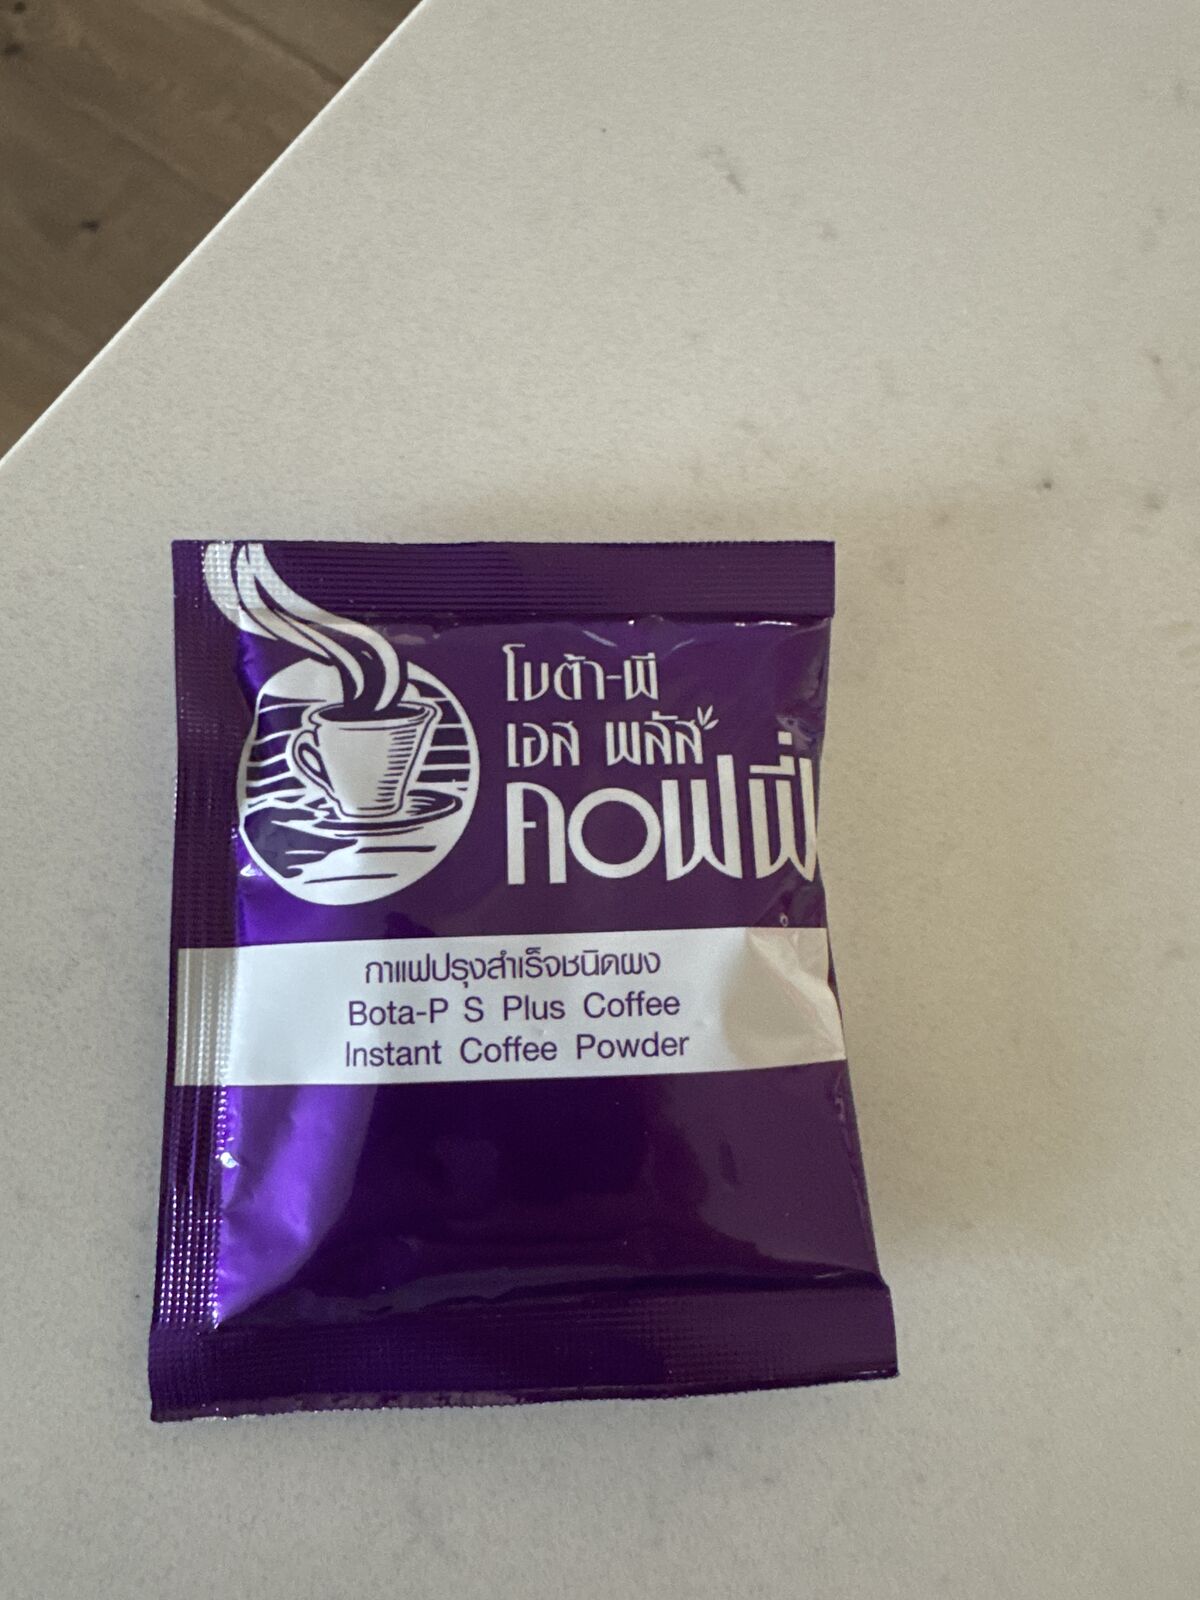 โบต้า-พี
เอส พลัส
คอฟฟี่
กาแฟปรุงสำเร็จชนิดผง
Bota-P S Plus Coffee
Instant Coffee Powder